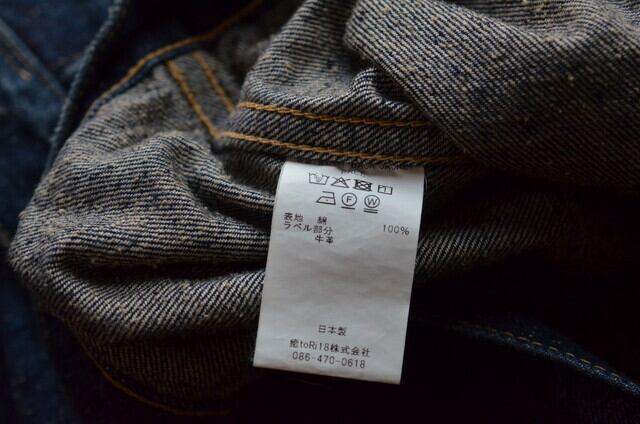 F W
表地 綿 100%
ラベル部分
牛革
日本製
㈱toRi18株式会社
086-470-0618